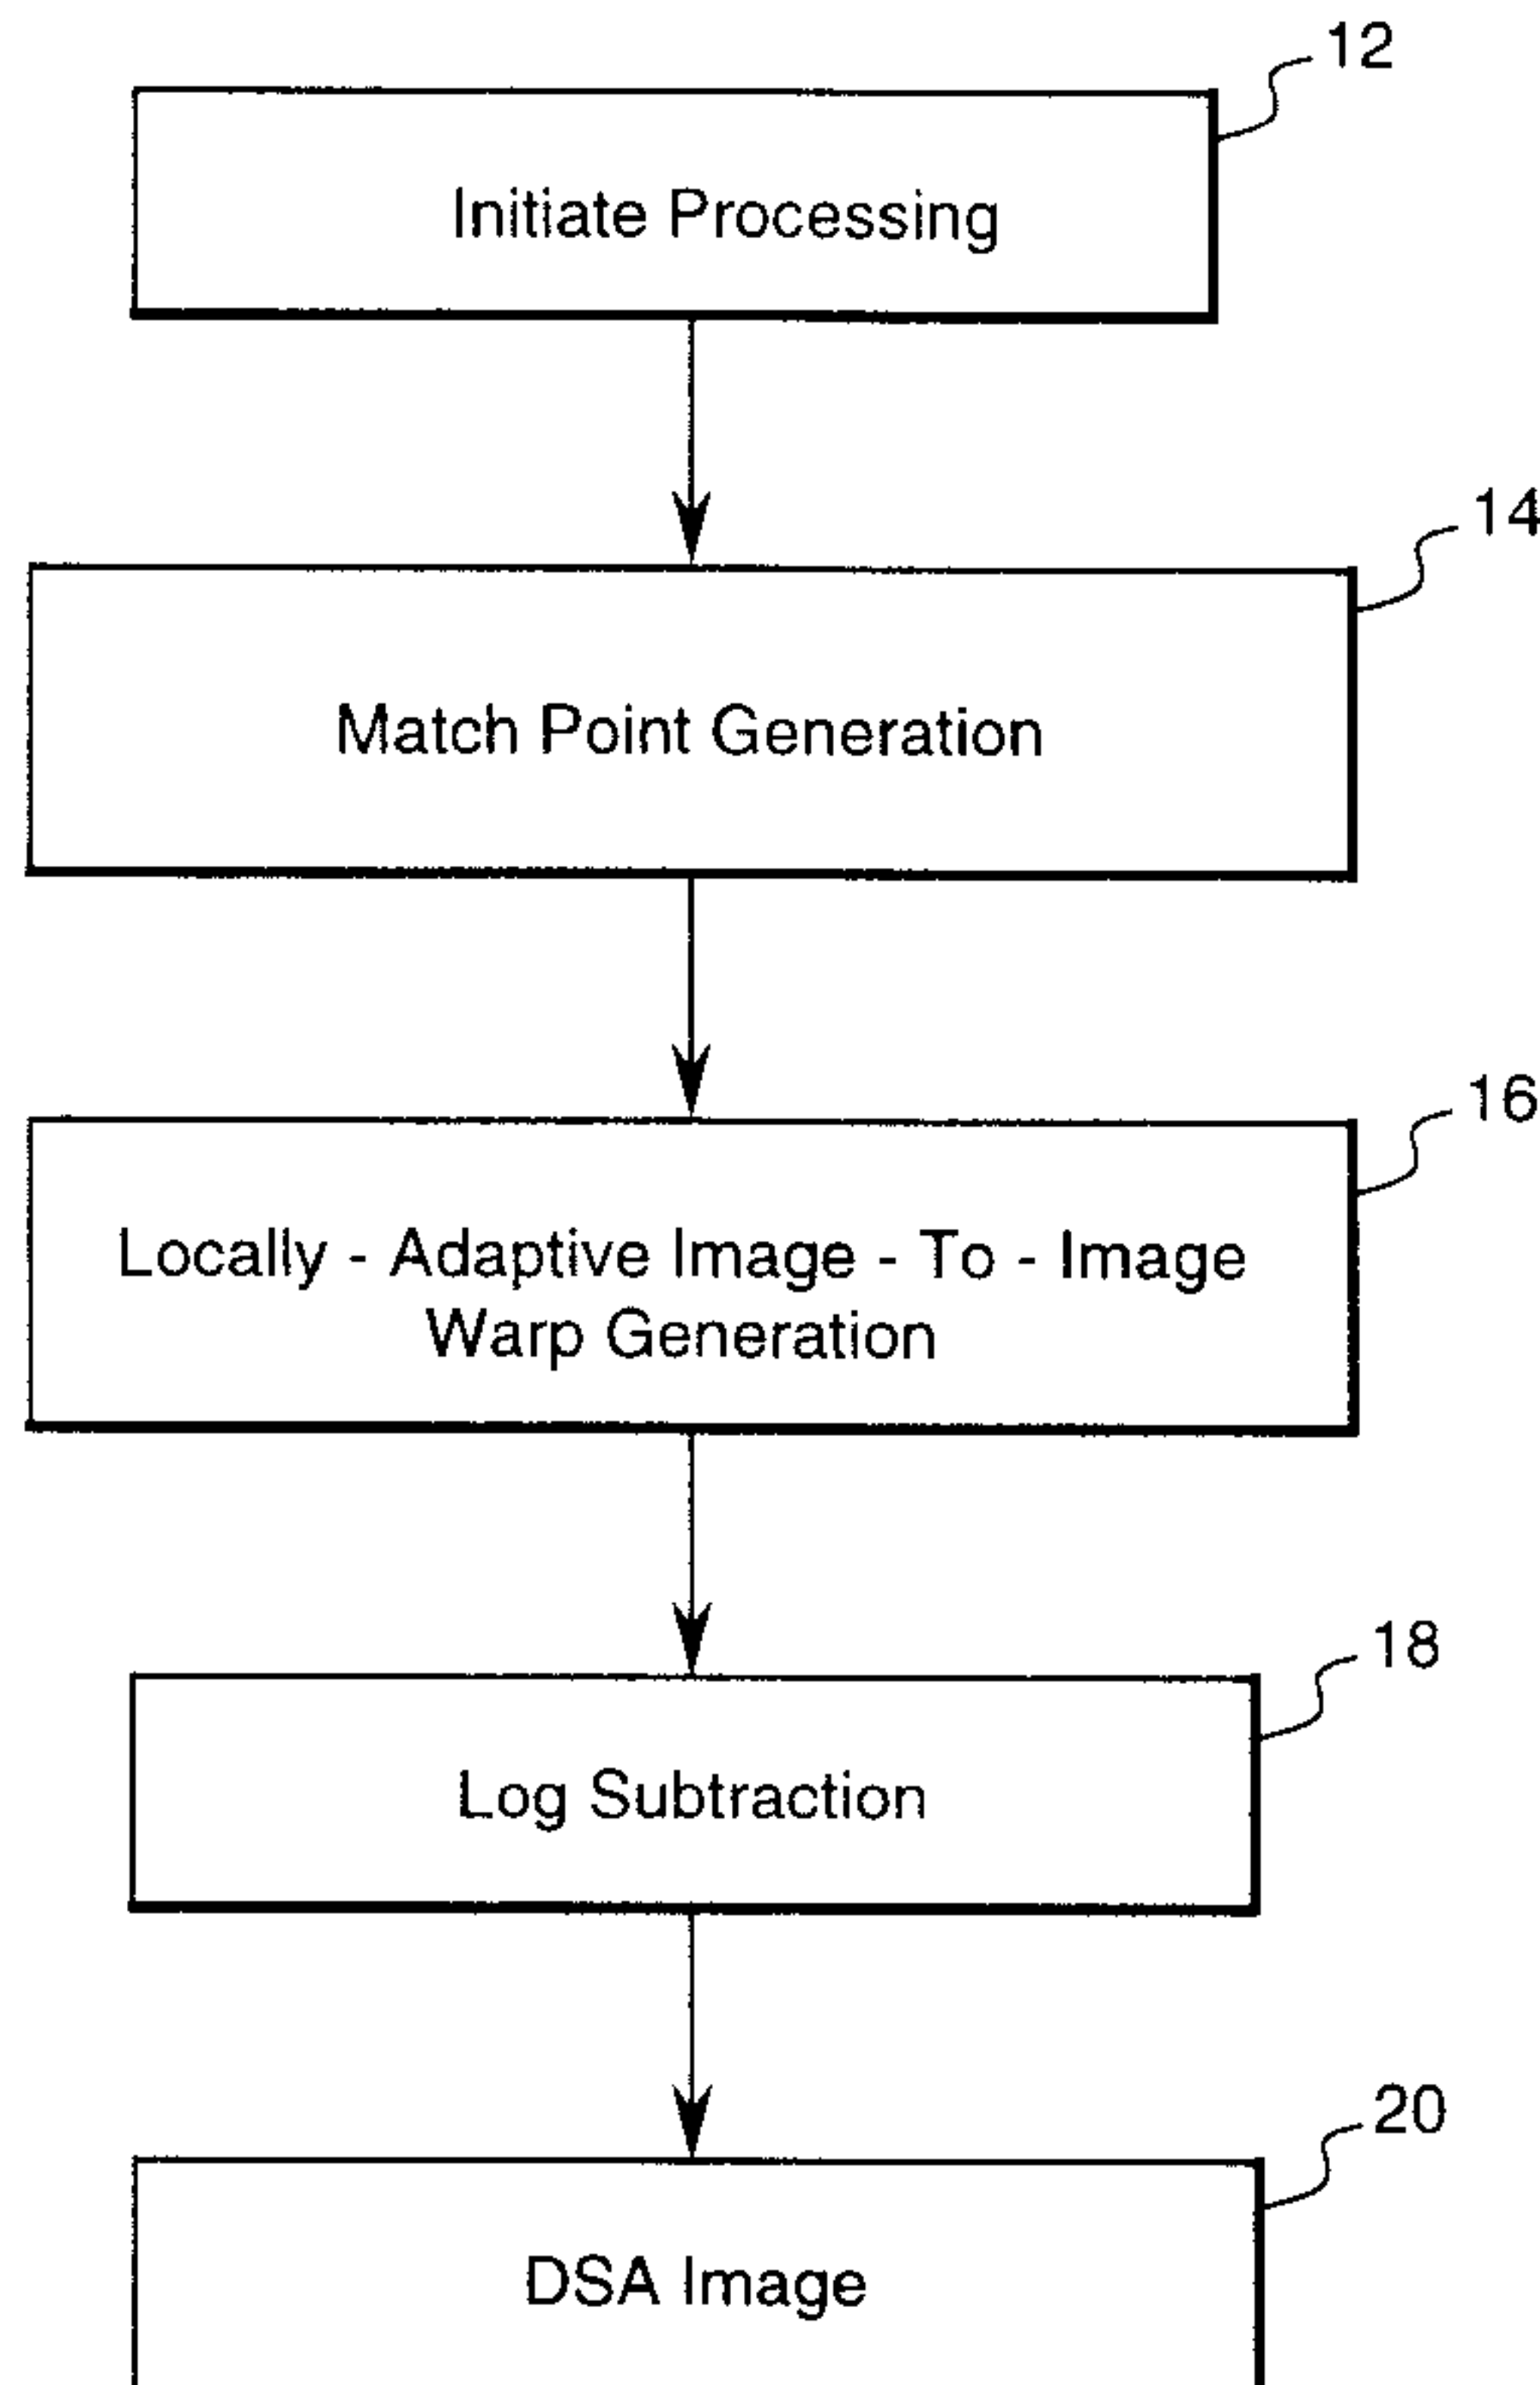 12
Initiate Processing
14
Match Point Generation
16
Locally - Adaptive Image - To - Image
Warp Generation
18
Log Subtraction
20
DSA Image